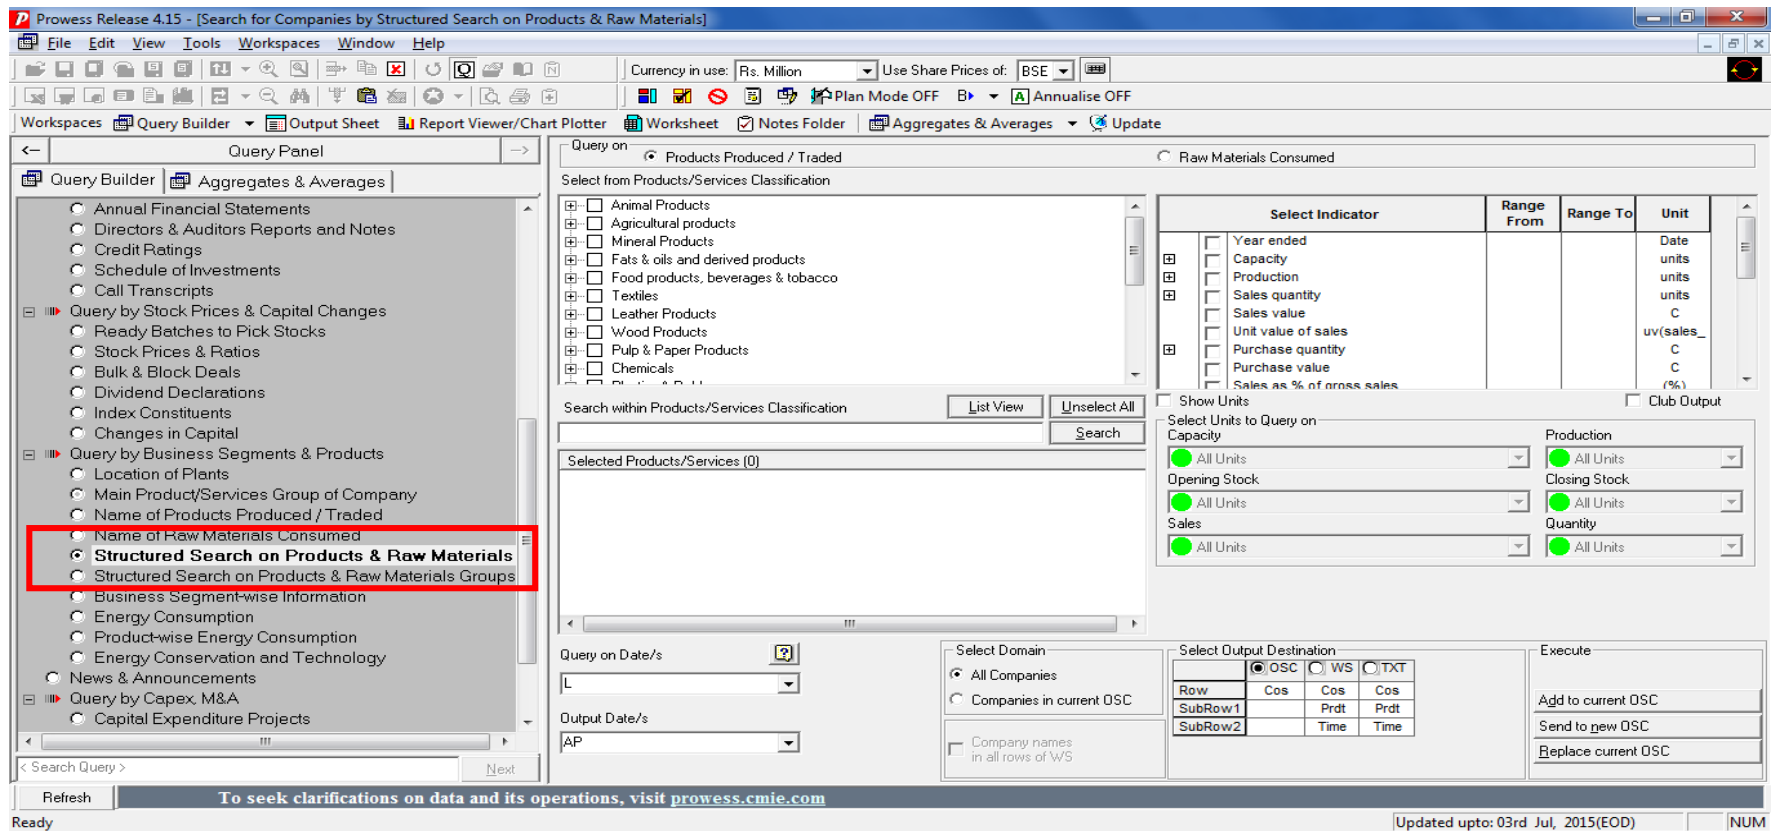 Prowess Release 4.15 - [Search for Companies by Structured Search on Products & Raw Materials]
File Edit View Tools Workspaces Window Help
Currency in use: Rs. Million Use Share Prices of: BSE
Plan Mode OFF B Annualise OFF
Workspaces Query Builder Output Sheet Report Viewer/Chart Plotter Worksheet Notes Folder Aggregates & Averages Update
<-- Query Panel -->
Query Builder Aggregates & Averages
Annual Financial Statements
Directors & Auditors Reports and Notes
Credit Ratings
Schedule of Investments
Call Transcripts
Query by Stock Prices & Capital Changes
Ready Batches to Pick Stocks
Stock Prices & Ratios
Bulk & Block Deals
Dividend Declarations
Index Constituents
Changes in Capital
Query by Business Segments & Products
Location of Plants
Main Product/Services Group of Company
Name of Products Produced / Traded
Name of Raw Materials Consumed
Structured Search on Products & Raw Materials
Structured Search on Products & Raw Materials Groups
Business Segment-wise Information
Energy Consumption
Product-wise Energy Consumption
Energy Conservation and Technology
News & Announcements
Query by Capex, M&A
Capital Expenditure Projects
< Search Query > Next
Query on
Products Produced / Traded Raw Materials Consumed
Select from Products/Services Classification
Animal Products
Agricultural products
Mineral Products
Fats & oils and derived products
Food products, beverages & tobacco
Textiles
Leather Products
Wood Products
Pulp & Paper Products
Chemicals
Search within Products/Services Classification List View Unselect All
Search
Selected Products/Services (0)
Select Indicator Range From Range To Unit
Year ended Date
Capacity units
Production units
Sales quantity units
Sales value C
Unit value of sales uv(sales_
Purchase quantity C
Purchase value C
Sales as % of gross sales (%)
Show Units Club Output
Select Units to Query on
Capacity Production
All Units All Units
Opening Stock Closing Stock
All Units All Units
Sales Quantity
All Units All Units
Query on Date/s
L
Output Date/s
AP
Select Domain
All Companies
Companies in current OSC
Company names
in all rows of WS
Select Output Destination
OSC WS TXT
Row Cos Cos Cos
SubRow1 Prdt Prdt
SubRow2 Time Time
Execute
Add to current OSC
Send to new OSC
Replace current OSC
Refresh To seek clarifications on data and its operations, visit prowess.cmie.com
Ready Updated upto: 03rd Jul, 2015(EOD) NUM